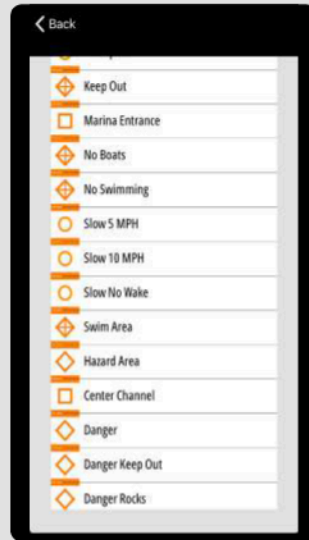 Back
Keep Out
Marina Entrance
No Boats
No Swimming
Slow 5 MPH
Slow 10 MPH
Slow No Wake
Swim Area
Hazard Area
Center Channel
Danger
Danger Keep Out
Danger Rocks